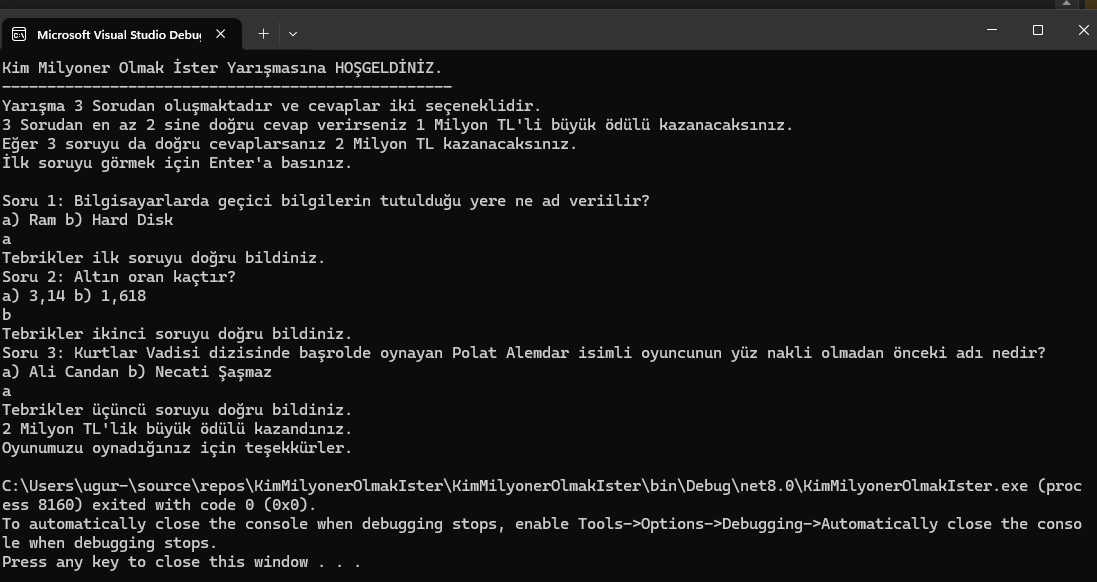 Microsoft Visual Studio Debu
Kim Milyoner Olmak İster Yarışmasına HOŞGELDİNİZ.
--------------------------------------------------
Yarışma 3 Sorudan oluşmaktadır ve cevaplar iki seçeneklidir.
3 Sorudan en az 2 sine doğru cevap verirseniz 1 Milyon TL'li büyük ödülü kazanacaksınız.
Eğer 3 soruyu da doğru cevaplarsanız 2 Milyon TL kazanacaksınız.
İlk soruyu görmek için Enter'a basınız.
Soru 1: Bilgisayarlarda geçici bilgilerin tutulduğu yere ne ad veriilir?
a) Ram b) Hard Disk
a
Tebrikler ilk soruyu doğru bildiniz.
Soru 2: Altın oran kaçtır?
a) 3,14 b) 1,618
b
Tebrikler ikinci soruyu doğru bildiniz.
Soru 3: Kurtlar Vadisi dizisinde başrolde oynayan Polat Alemdar isimli oyuncunun yüz nakli olmadan önceki adı nedir?
a) Ali Candan b) Necati Şaşmaz
a
Tebrikler üçüncü soruyu doğru bildiniz.
2 Milyon TL'lik büyük ödülü kazandınız.
Oyunumuzu oynadığınız için teşekkürler.
C:\Users\ugur-\source\repos\KimMilyonerOlmakIster\KimMilyonerOlmakIster\bin\Debug\net8.0\KimMilyonerOlmakIster.exe (proc
ess 8160) exited with code 0 (0x0).
To automatically close the console when debugging stops, enable Tools->Options->Debugging->Automatically close the conso
le when debugging stops.
Press any key to close this window . . .